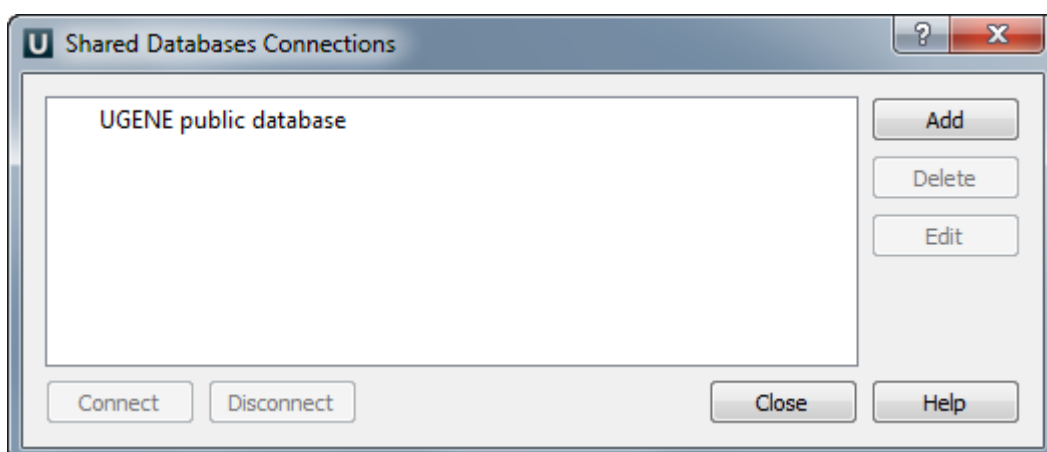 U Shared Databases Connections ?
UGENE public database
Add
Delete
Edit
Connect Disconnect Close Help